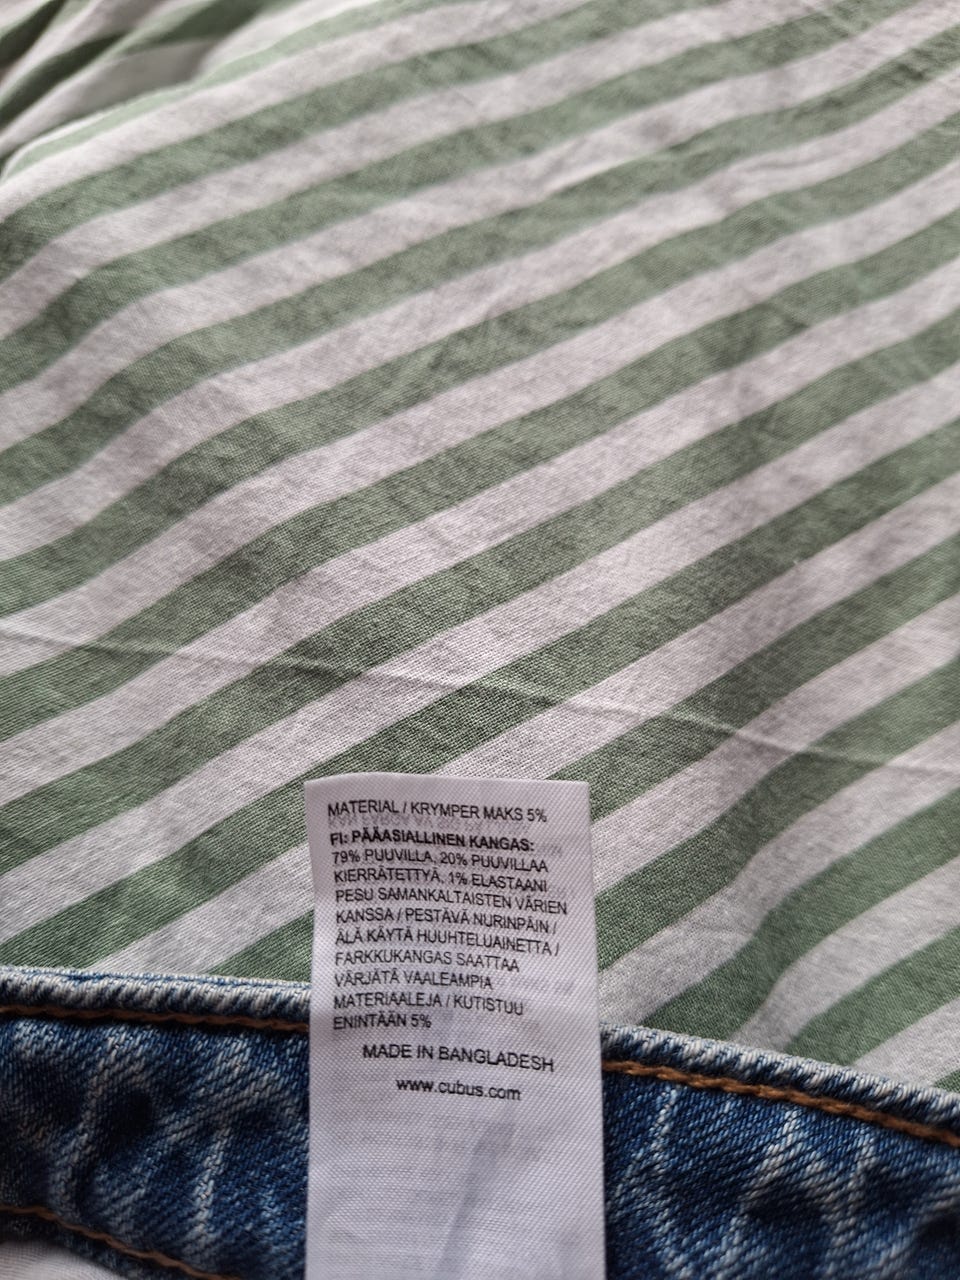 MATERIAL / KRYMPER MAKS 5%
FI: PÄÄASIALLINEN KANGAS:
79% PUUVILLA, 20% PUUVILLAA
KIERRÄTETTYÄ, 1% ELASTAANI
PESU SAMANKALTAISTEN VÄRIEN
KANSSA / PESTÄVÄ NURINPÄIN /
ÄLÄ KÄYTÄ HUUHTELUAINETTA /
FARKKUKANGAS SAATTAA
VÄRJÄTÄ VAALEAMPIA
MATERIAALEJA / KUTISTUU
ENINTÄÄN 5%
MADE IN BANGLADESH
www.cubus.com